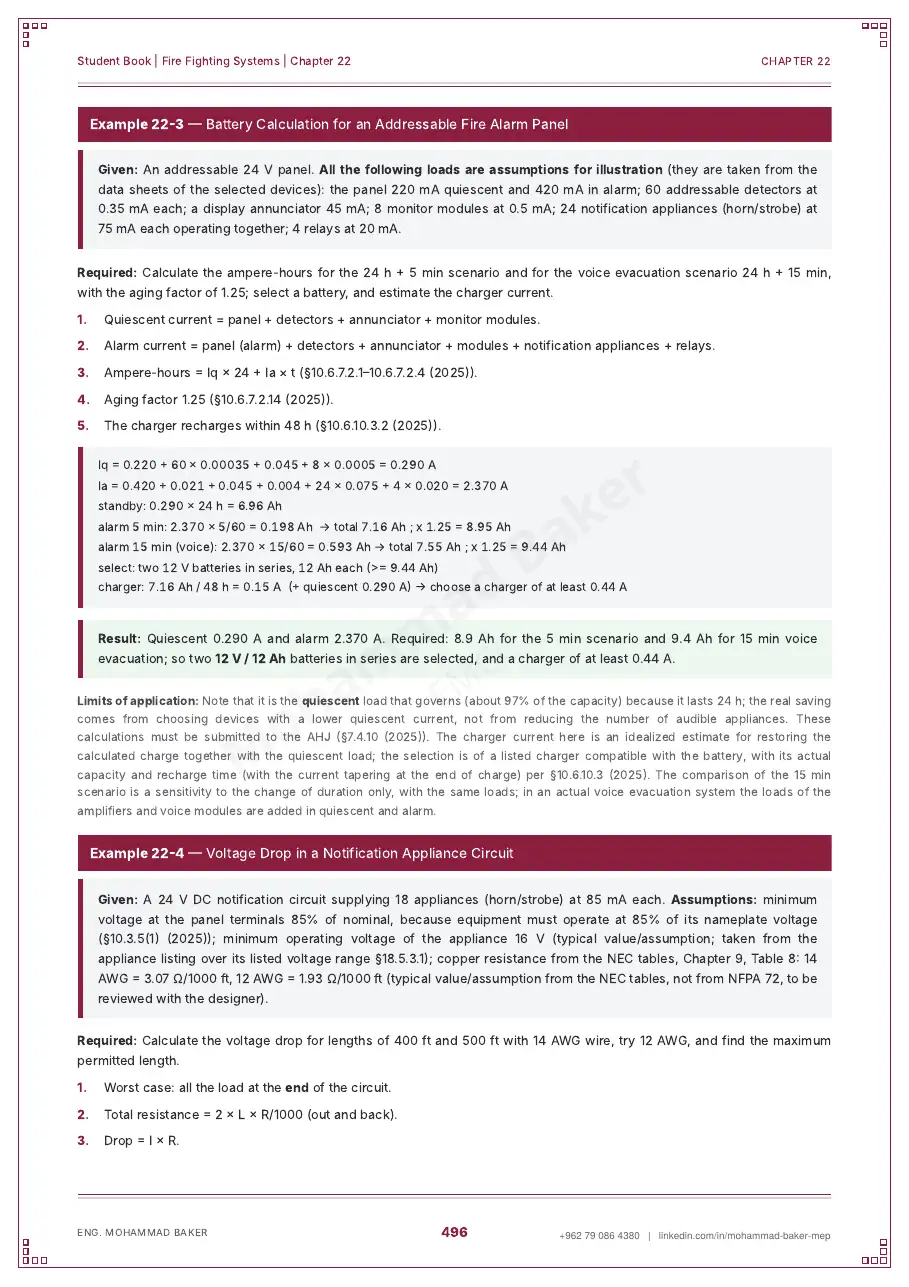 Student Book | Fire Fighting Systems | Chapter 22
CHAPTER 22
Example 22-3 — Battery Calculation for an Addressable Fire Alarm Panel
Given: An addressable 24 V panel. All the following loads are assumptions for illustration (they are taken from the
data sheets of the selected devices): the panel 220 mA quiescent and 420 mA in alarm; 60 addressable detectors at
0.35 mA each; a display annunciator 45 mA; 8 monitor modules at 0.5 mA; 24 notification appliances (horn/strobe) at
75 mA each operating together; 4 relays at 20 mA.
Required: Calculate the ampere-hours for the 24 h + 5 min scenario and for the voice evacuation scenario 24 h + 15 min,
with the aging factor of 1.25; select a battery, and estimate the charger current.
1. Quiescent current = panel + detectors + annunciator + monitor modules.
2. Alarm current = panel (alarm) + detectors + annunciator + modules + notification appliances + relays.
3. Ampere-hours = Iq × 24 + Ia × t (§10.6.7.2.1–10.6.7.2.4 (2025)).
4. Aging factor 1.25 (§10.6.7.2.14 (2025)).
5. The charger recharges within 48 h (§10.6.10.3.2 (2025)).
Iq = 0.220 + 60 × 0.00035 + 0.045 + 8 × 0.0005 = 0.290 A
Ia = 0.420 + 0.021 + 0.045 + 0.004 + 24 × 0.075 + 4 × 0.020 = 2.370 A
standby: 0.290 × 24 h = 6.96 Ah
alarm 5 min: 2.370 × 5/60 = 0.198 Ah → total 7.16 Ah ; x 1.25 = 8.95 Ah
alarm 15 min (voice): 2.370 × 15/60 = 0.593 Ah → total 7.55 Ah ; x 1.25 = 9.44 Ah
select: two 12 V batteries in series, 12 Ah each (>= 9.44 Ah)
charger: 7.16 Ah / 48 h = 0.15 A (+ quiescent 0.290 A) → choose a charger of at least 0.44 A
Result: Quiescent 0.290 A and alarm 2.370 A. Required: 8.9 Ah for the 5 min scenario and 9.4 Ah for 15 min voice
evacuation; so two 12 V / 12 Ah batteries in series are selected, and a charger of at least 0.44 A.
Limits of application: Note that it is the quiescent load that governs (about 97% of the capacity) because it lasts 24 h; the real saving
comes from choosing devices with a lower quiescent current, not from reducing the number of audible appliances. These
calculations must be submitted to the AHJ (§7.4.10 (2025)). The charger current here is an idealized estimate for restoring the
calculated charge together with the quiescent load; the selection is of a listed charger compatible with the battery, with its actual
capacity and recharge time (with the current tapering at the end of charge) per §10.6.10.3 (2025). The comparison of the 15 min
scenario is a sensitivity to the change of duration only, with the same loads; in an actual voice evacuation system the loads of the
amplifiers and voice modules are added in quiescent and alarm.
Example 22-4 — Voltage Drop in a Notification Appliance Circuit
Given: A 24 V DC notification circuit supplying 18 appliances (horn/strobe) at 85 mA each. Assumptions: minimum
voltage at the panel terminals 85% of nominal, because equipment must operate at 85% of its nameplate voltage
(§10.3.5(1) (2025)); minimum operating voltage of the appliance 16 V (typical value/assumption; taken from the
appliance listing over its listed voltage range §18.5.3.1); copper resistance from the NEC tables, Chapter 9, Table 8: 14
AWG = 3.07 Ω/1000 ft, 12 AWG = 1.93 Ω/1000 ft (typical value/assumption from the NEC tables, not from NFPA 72, to be
reviewed with the designer).
Required: Calculate the voltage drop for lengths of 400 ft and 500 ft with 14 AWG wire, try 12 AWG, and find the maximum
permitted length.
1. Worst case: all the load at the end of the circuit.
2. Total resistance = 2 × L × R/1000 (out and back).
3. Drop = I × R.
ENG. MOHAMMAD BAKER
496
+962 79 086 4380 | linkedin.com/in/mohammad-baker-mep